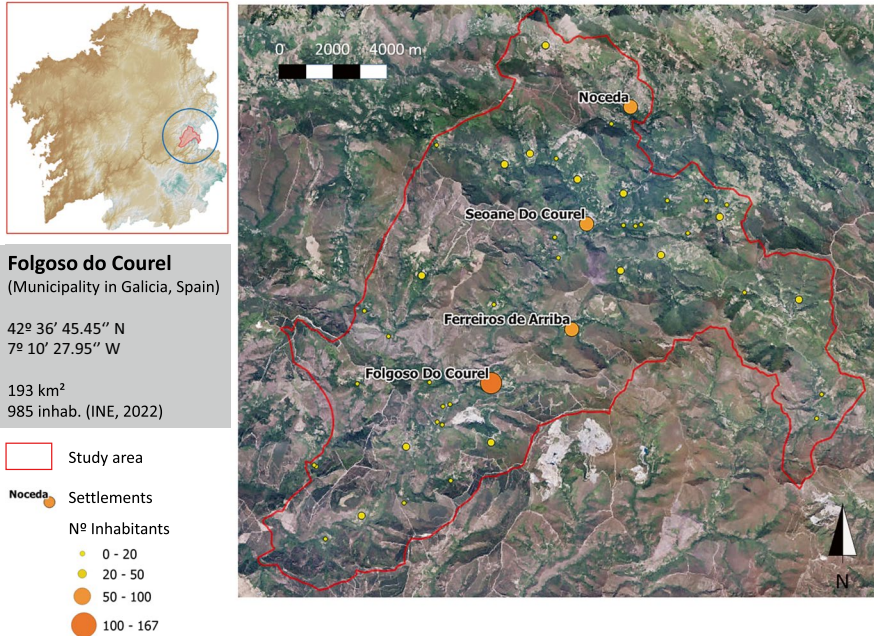 Folgoso do Courel
(Municipality in Galicia, Spain)
42º 36’ 45.45‘’ N
7º 10’ 27.95‘’ W
193 km²
985 inhab. (INE, 2022)
Study area
Noceda
Settlements
Nº Inhabitants
0 - 20
20 - 50
50 - 100
100 - 167
0 2000 4000 m
Noceda
Seoane Do Courel
Ferreiros de Arriba
Folgoso Do Courel
N